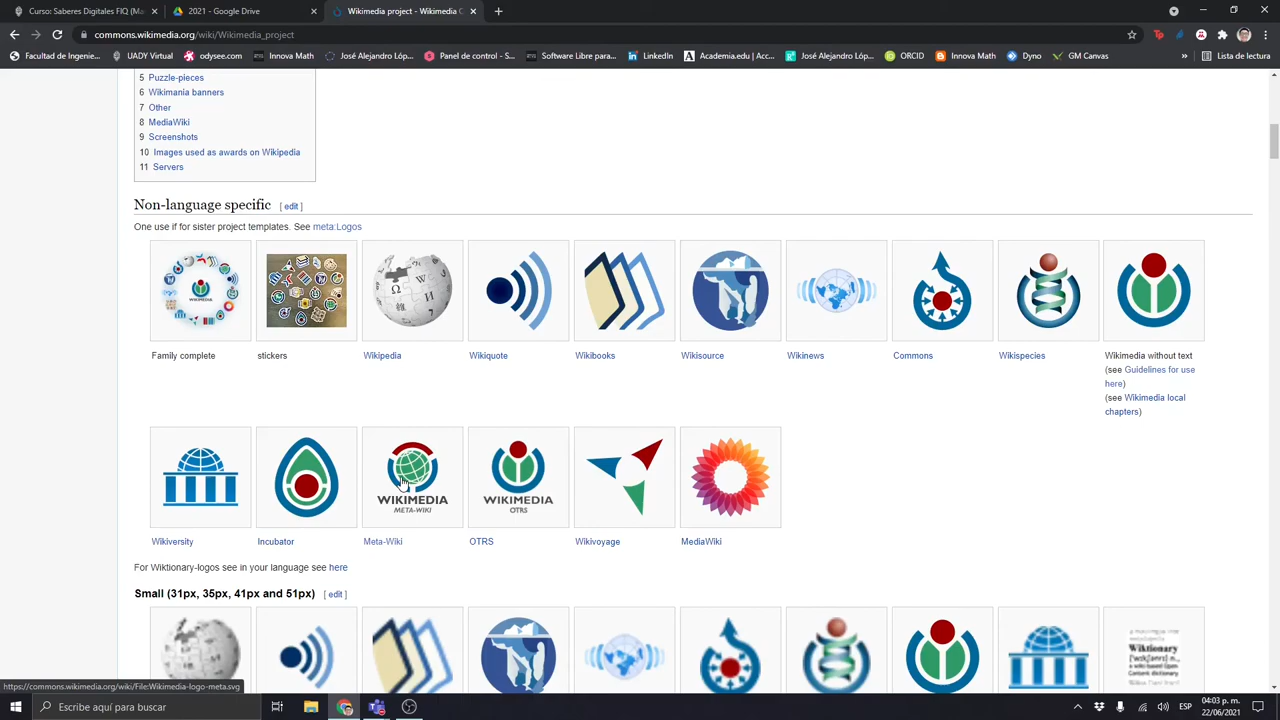 Curso: Saberes Digitales FIQ (Ma
2021 - Google Drive
Wikimedia project - Wikimedia C
commons.wikimedia.org/wiki/Wikimedia_project
Facultad de Ingenie...
UADY Virtual
odysee.com
Innova Math
José Alejandro Lóp...
Panel de control - S...
Software Libre para...
LinkedIn
Academia.edu | Acc...
José Alejandro Lóp...
ORCID
Innova Math
Dyno
GM Canvas
»
Lista de lectura
5 Puzzle-pieces
6 Wikimania banners
7 Other
8 MediaWiki
9 Screenshots
10 Images used as awards on Wikipedia
11 Servers
Non-language specific [ edit ]
One use if for sister project templates. See meta:Logos
WIKIMEDIA
Family complete
stickers
Wikipedia
Wikiquote
Wikibooks
Wikisource
Wikinews
Commons
Wikispecies
Wikimedia without text
(see Guidelines for use
here)
(see Wikimedia local
chapters)
WIKIMEDIA
META-WIKI
WIKIMEDIA
OTRS
Wikiversity
Incubator
Meta-Wiki
OTRS
Wikivoyage
MediaWiki
For Wiktionary-logos see in your language see here
Small (31px, 35px, 41px and 51px) [ edit ]
Wiktionary
https://commons.wikimedia.org/wiki/File:Wikimedia-logo-meta.svg
Escribe aquí para buscar
ESP
04:03 p. m.
22/06/2021